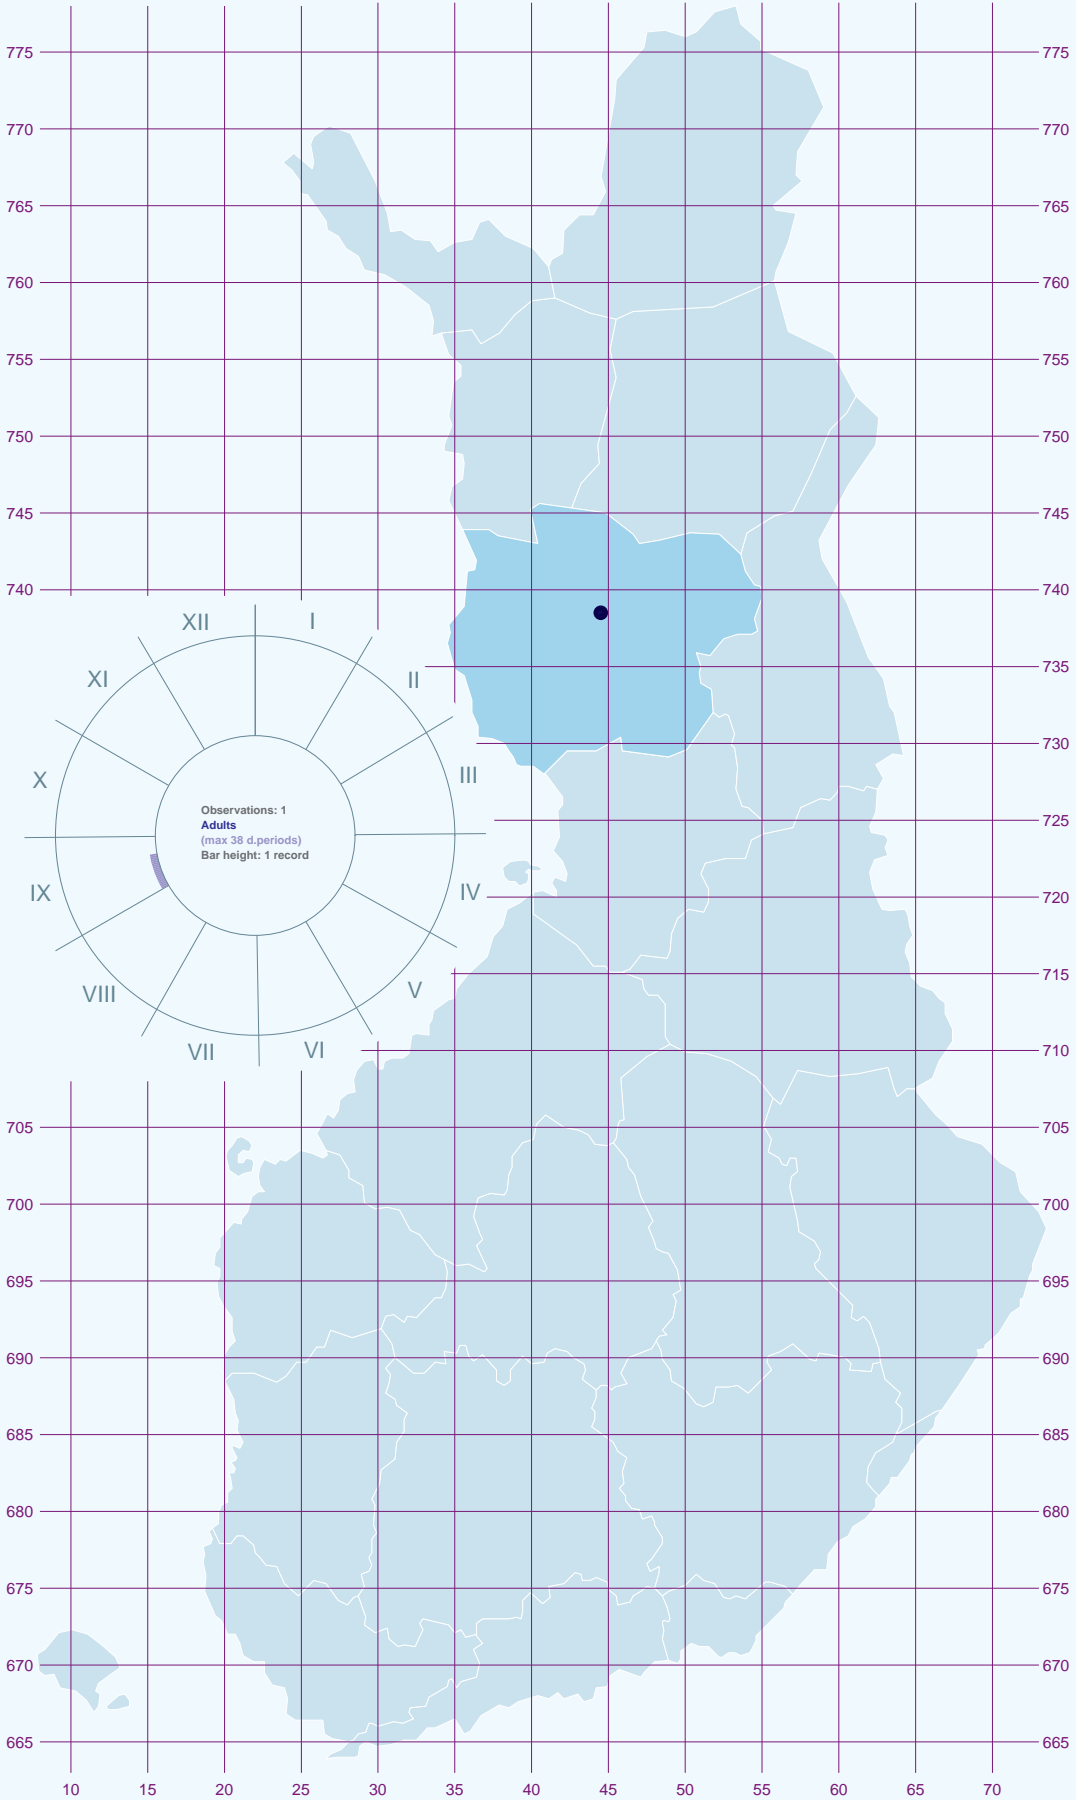 775 775
770 770
765 765
760 760
755 755
750 750
745 745
740 740
XII I
XI II
735
730
X III
Observations: 1
Adults
(max 38 d.periods)
Bar height: 1 record
725
IX IV
720
VIII V
715
VII VI
710
705 705
700 700
695 695
690 690
685 685
680 680
675 675
670 670
665 665
10 15 20 25 30 35 40 45 50 55 60 65 70